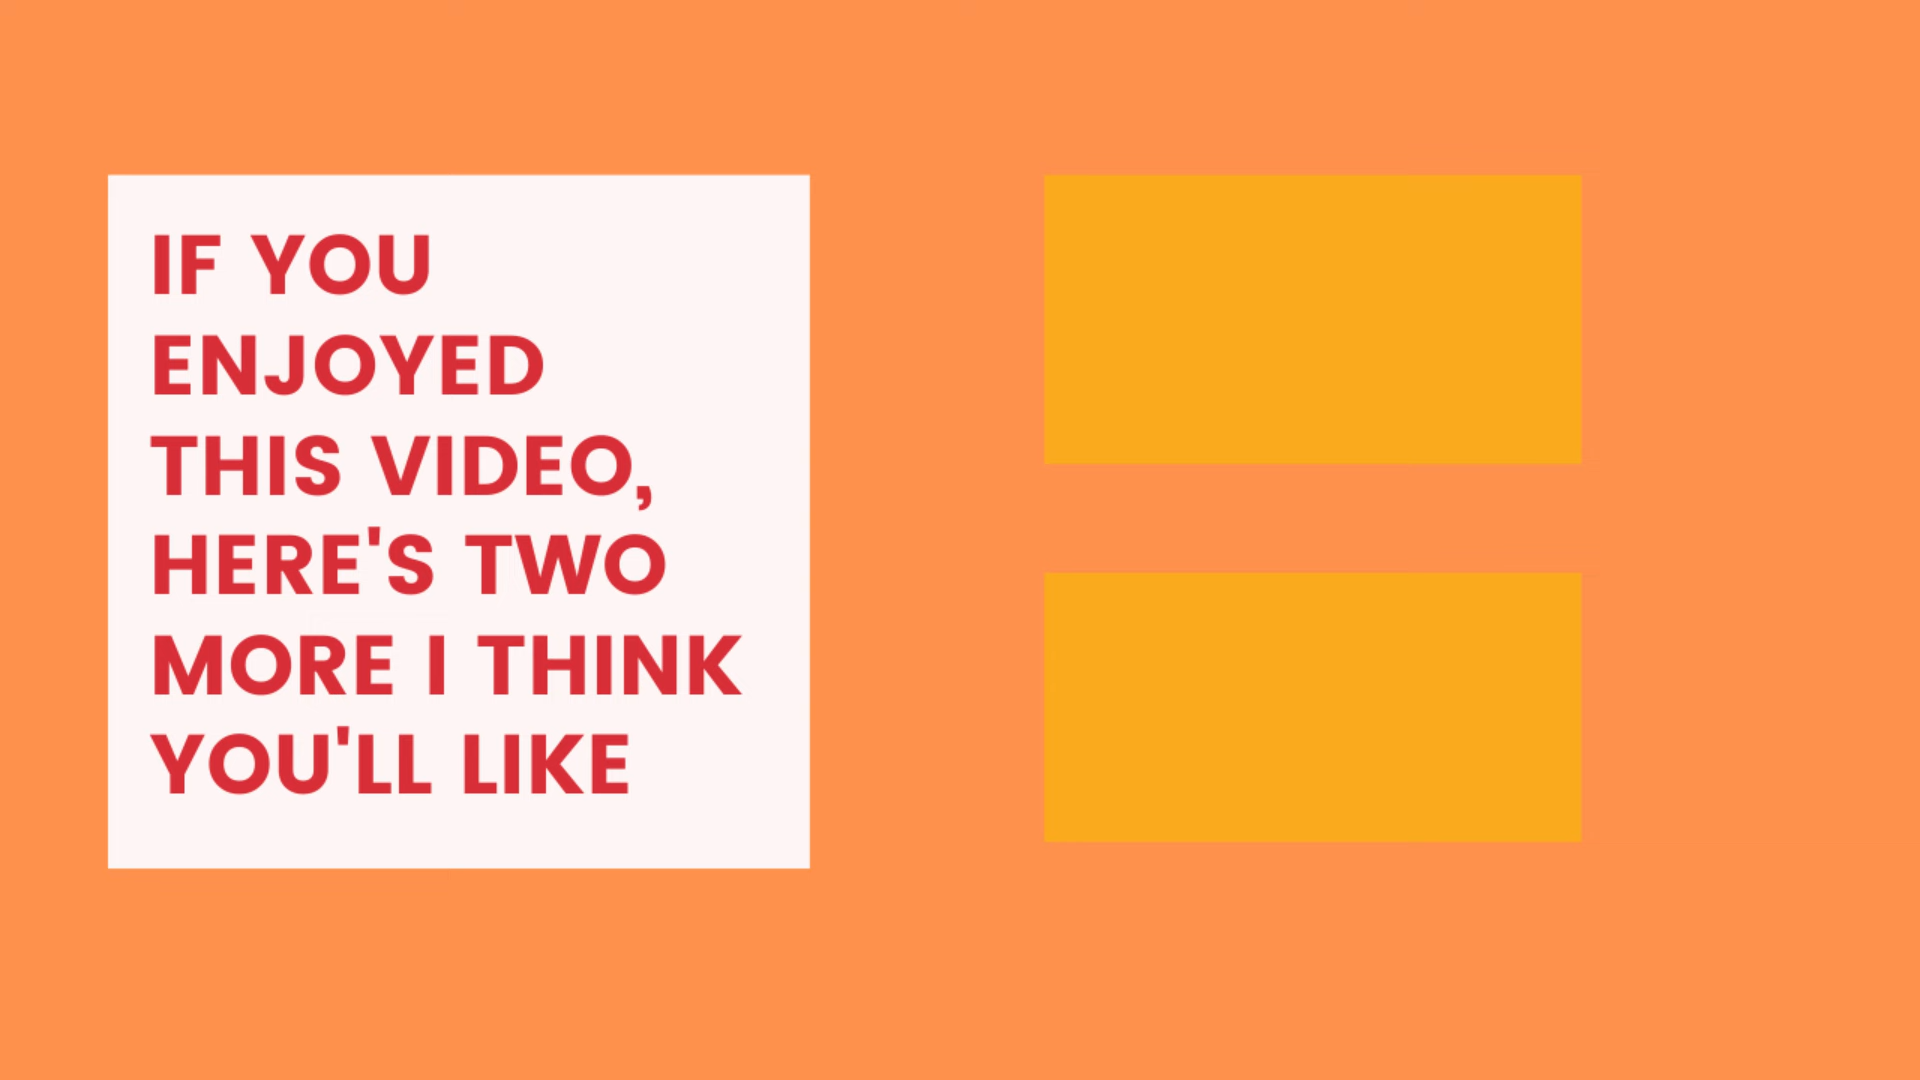 IF YOU
ENJOYED
THIS VIDEO,
HERE'S TWO
MORE I THINK
YOU'LL LIKE